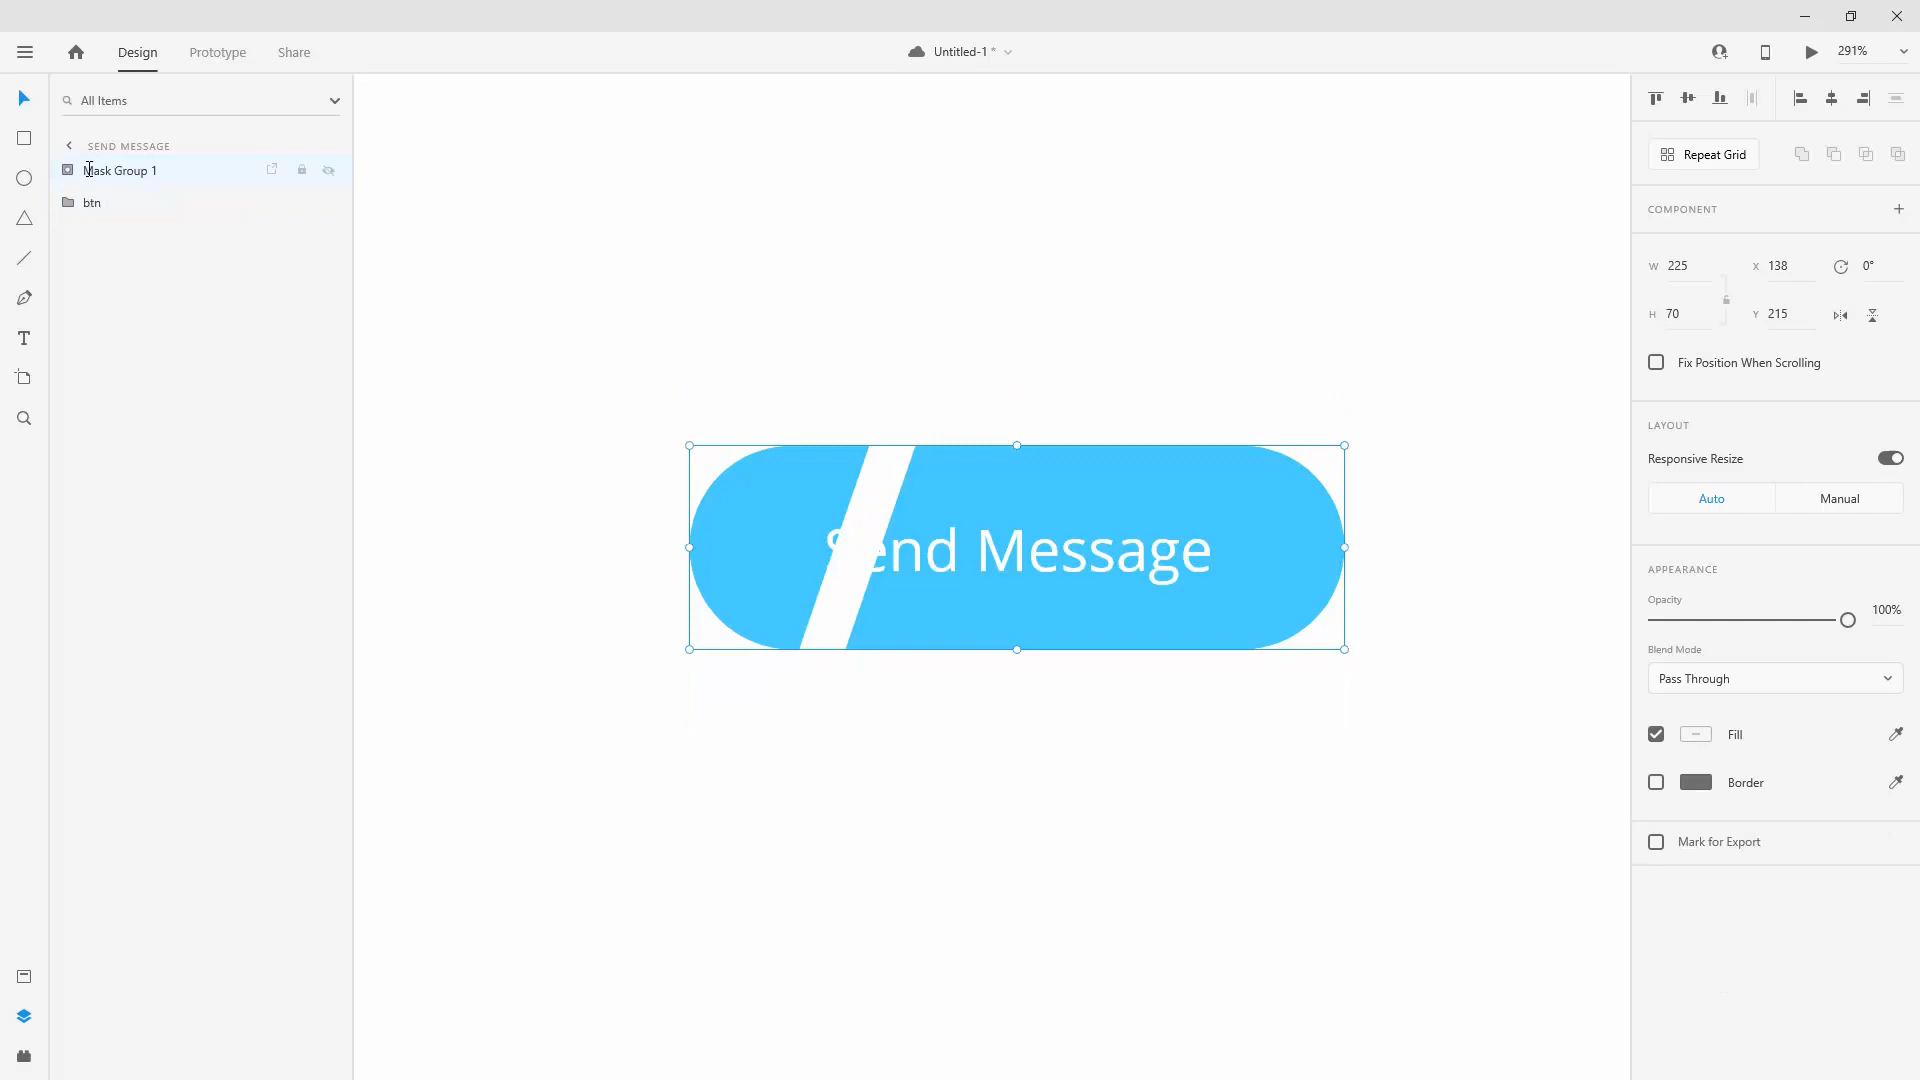 Design
Prototype
Share
Untitled-1 *
291%
All Items
SEND MESSAGE
Mask Group 1
btn
Send Message
Repeat Grid
COMPONENT
W 225
X 138
0°
H 70
Y 215
Fix Position When Scrolling
LAYOUT
Responsive Resize
Auto
Manual
APPEARANCE
Opacity
100%
Blend Mode
Pass Through
Fill
Border
Mark for Export